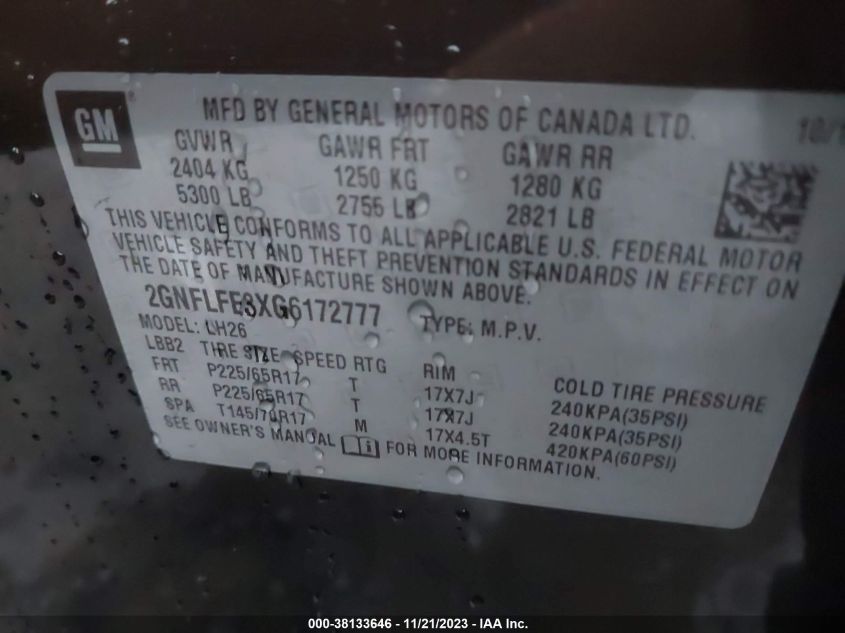 GM
MFD BY GENERAL MOTORS OF CANADA LTD.
GVWR GAWR FRT GAWR RR
2404 KG 1250 KG 1280 KG
5300 LB 2755 LB 2821 LB
THIS VEHICLE CONFORMS TO ALL APPLICABLE U.S. FEDERAL MOTOR
VEHICLE SAFETY AND THEFT PREVENTION STANDARDS IN EFFECT ON
THE DATE OF MANUFACTURE SHOWN ABOVE.
2GNFLFE3XG6172777 TYPE: M.P.V.
MODEL: LH26
LBB2 TIRE SIZE SPEED RTG RIM COLD TIRE PRESSURE
FRT P225/65R17 T 17X7J 240KPA(35PSI)
RR P225/65R17 T 17X7J 240KPA(35PSI)
SPA T145/70R17 M 17X4.5T 420KPA(60PSI)
SEE OWNER'S MANUAL FOR MORE INFORMATION.
000-38133646 - 11/21/2023 - IAA Inc.